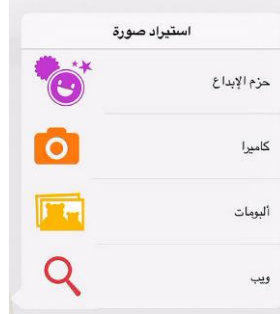 استيراد صورة
حزم الإبداع
كاميرا
ألبومات
ويب